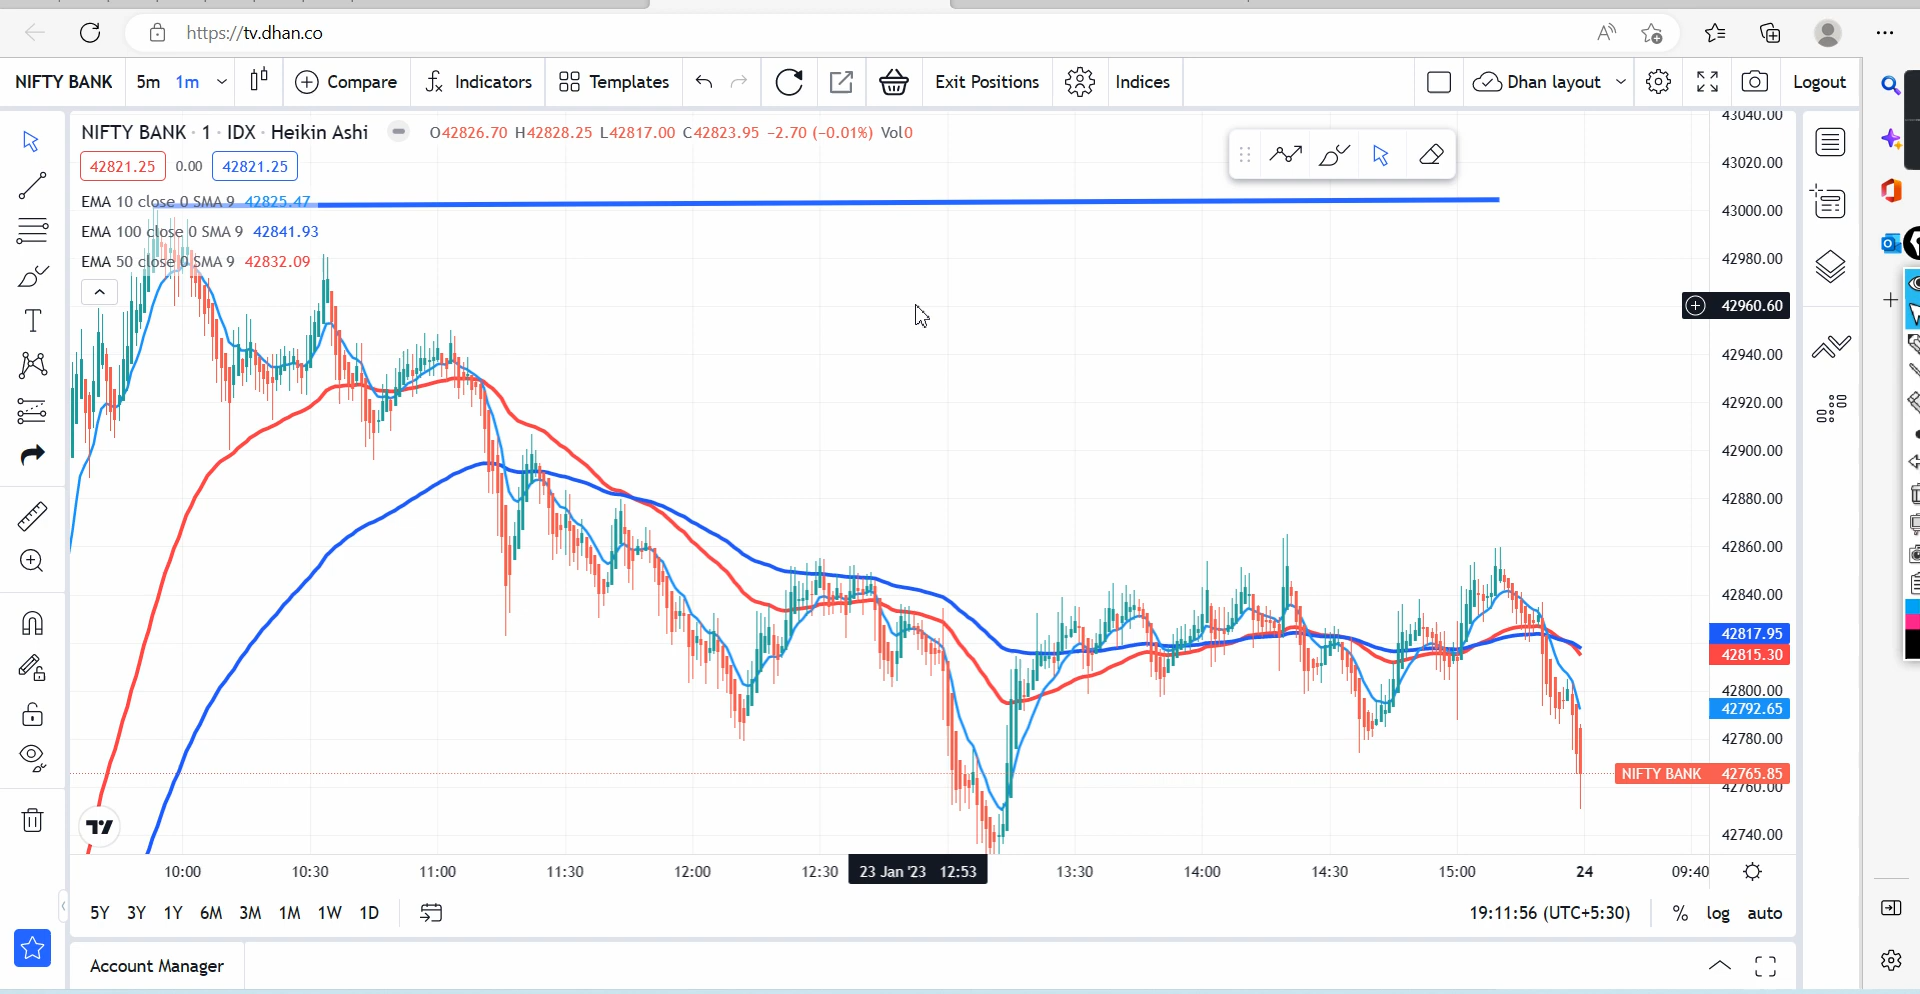 https://tv.dhan.co
NIFTY BANK 5m 1m Compare Indicators Templates Exit Positions Indices Dhan layout Logout
NIFTY BANK · 1 · IDX · Heikin Ashi O42826.70 H42828.25 L42817.00 C42823.95 −2.70 (−0.01%) Vol0
42821.25 0.00 42821.25
EMA 10 close 0 SMA 9 42825.47
EMA 100 close 0 SMA 9 42841.93
EMA 50 close 0 SMA 9 42832.09
43040.00
43020.00
43000.00
42980.00
42960.60
42940.00
42920.00
42900.00
42880.00
42860.00
42840.00
42817.95
42815.30
42800.00
42792.65
42780.00
NIFTY BANK 42765.85
42760.00
42740.00
10:00 10:30 11:00 11:30 12:00 12:30 23 Jan '23 12:53 13:30 14:00 14:30 15:00 24 09:40
5Y 3Y 1Y 6M 3M 1M 1W 1D 19:11:56 (UTC+5:30) % log auto
Account Manager